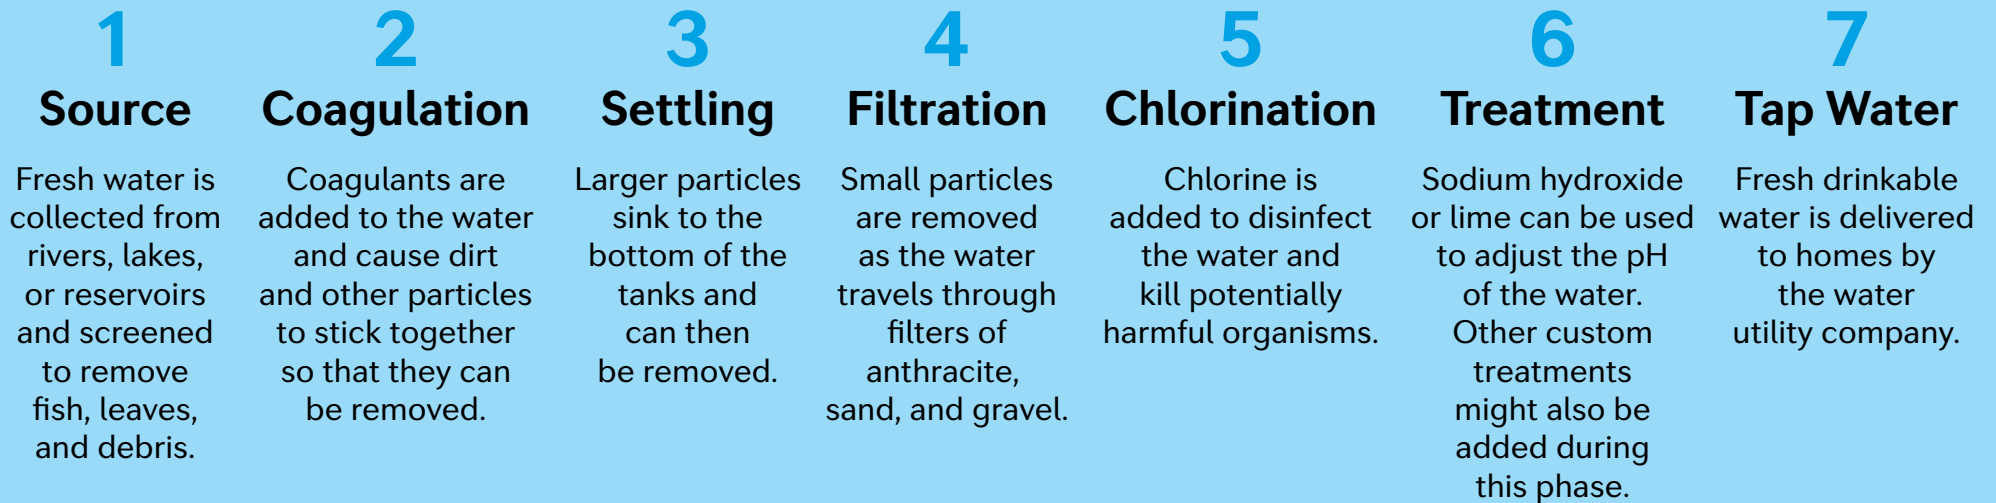 1
Source
Fresh water is
collected from
rivers, lakes,
or reservoirs
and screened
to remove
fish, leaves,
and debris.
2
Coagulation
Coagulants are
added to the water
and cause dirt
and other particles
to stick together
so that they can
be removed.
3
Settling
Larger particles
sink to the
bottom of the
tanks and
can then
be removed.
4
Filtration
Small particles
are removed
as the water
travels through
filters of
anthracite,
sand, and gravel.
5
Chlorination
Chlorine is
added to disinfect
the water and
kill potentially
harmful organisms.
6
Treatment
Sodium hydroxide
or lime can be used
to adjust the pH
of the water.
Other custom
treatments
might also be
added during
this phase.
7
Tap Water
Fresh drinkable
water is delivered
to homes by
the water
utility company.